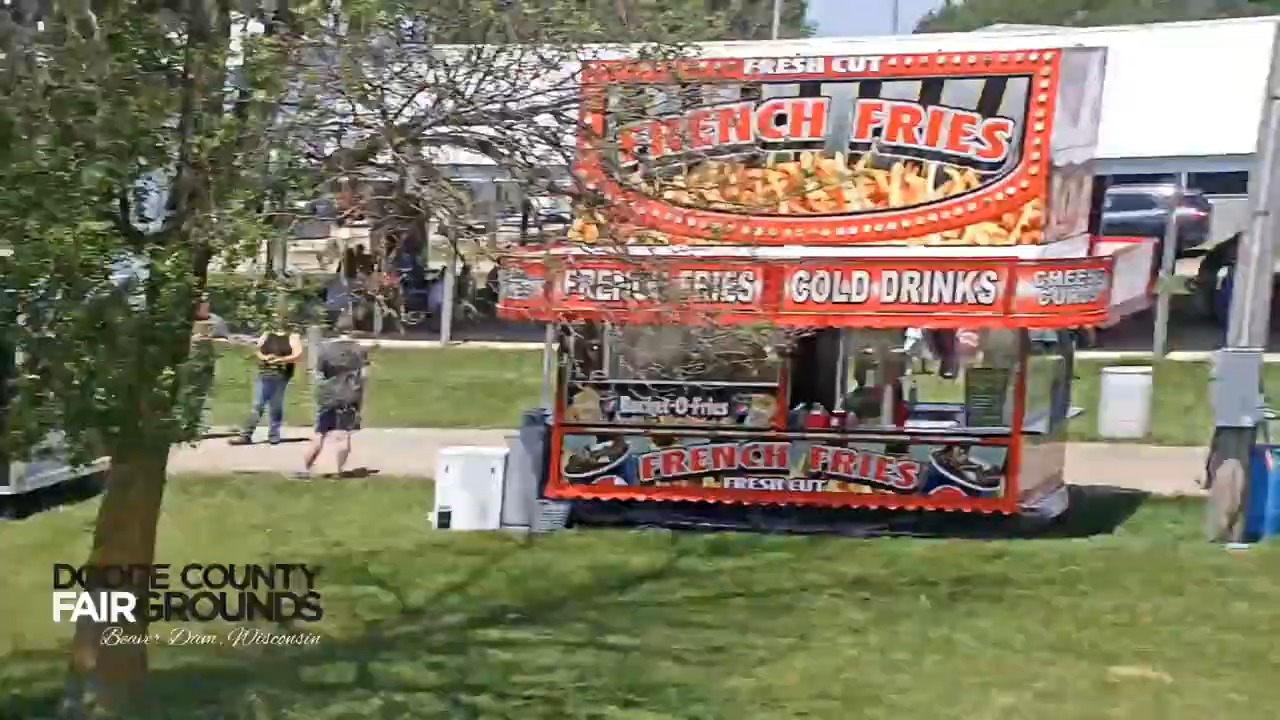 FRESH CUT
FRENCH FRIES
FRENCH FRIES COLD DRINKS CHEESE CURDS
Bucket-O-Fries
FRENCH FRIES
FRESH CUT
DODGE COUNTY
FAIRGROUNDS
Beaver Dam, Wisconsin